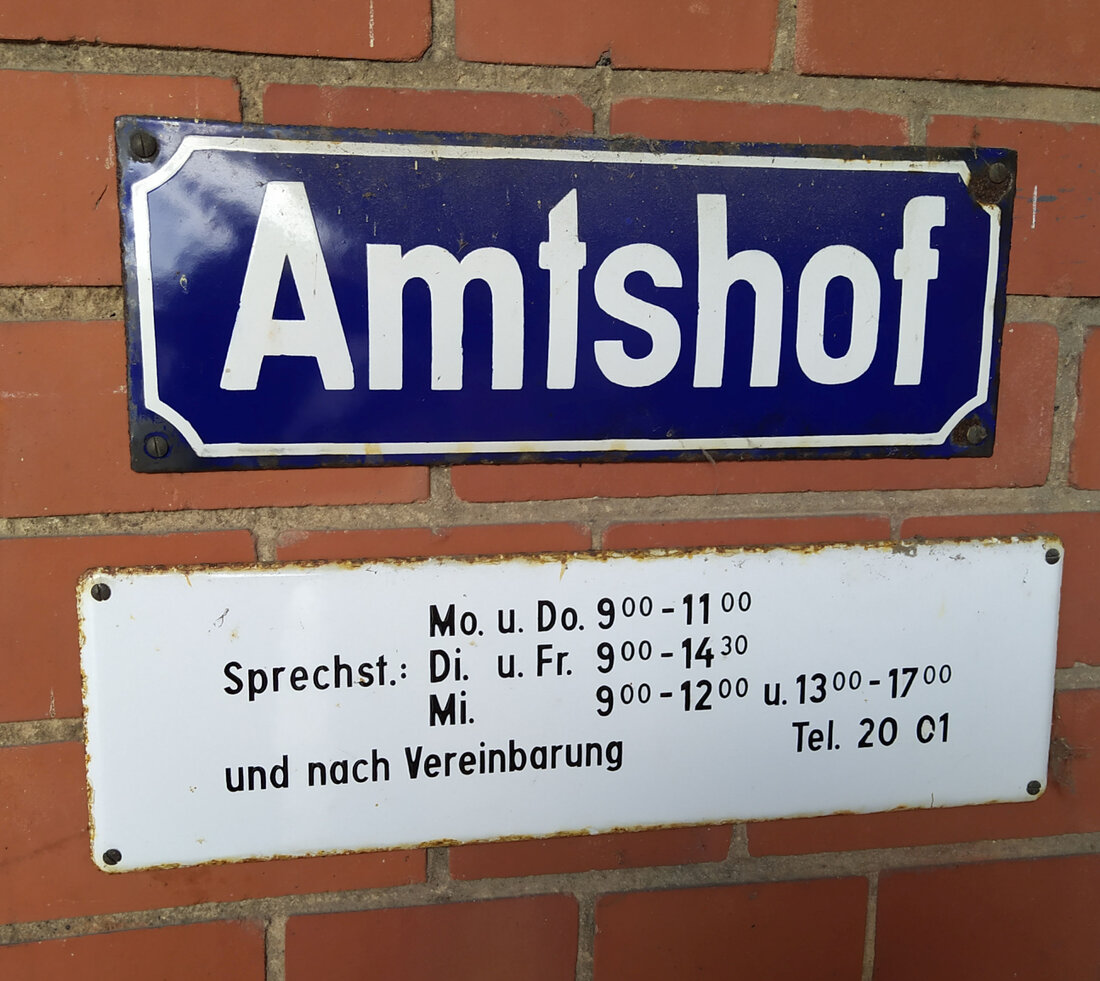 Amtshof
Mo. u. Do. 9⁰⁰-11⁰⁰
Sprechst.: Di. u. Fr. 9⁰⁰-14³⁰
Mi. 9⁰⁰-12⁰⁰ u. 13⁰⁰-17⁰⁰
und nach Vereinbarung Tel. 20 01